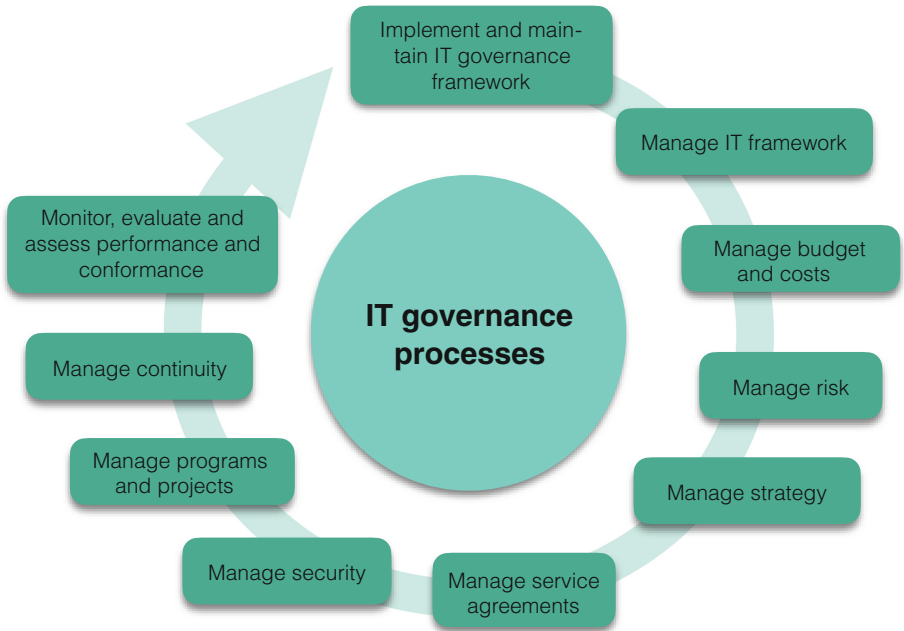 Implement and main-
tain IT governance
framework
Manage IT framework
Manage budget
and costs
Manage risk
Manage strategy
Manage service
agreements
Manage security
Manage programs
and projects
Manage continuity
Monitor, evaluate and
assess performance and
conformance
IT governance
processes